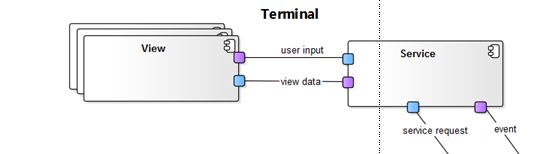 Terminal
View
user input
Service
view data
service request
event